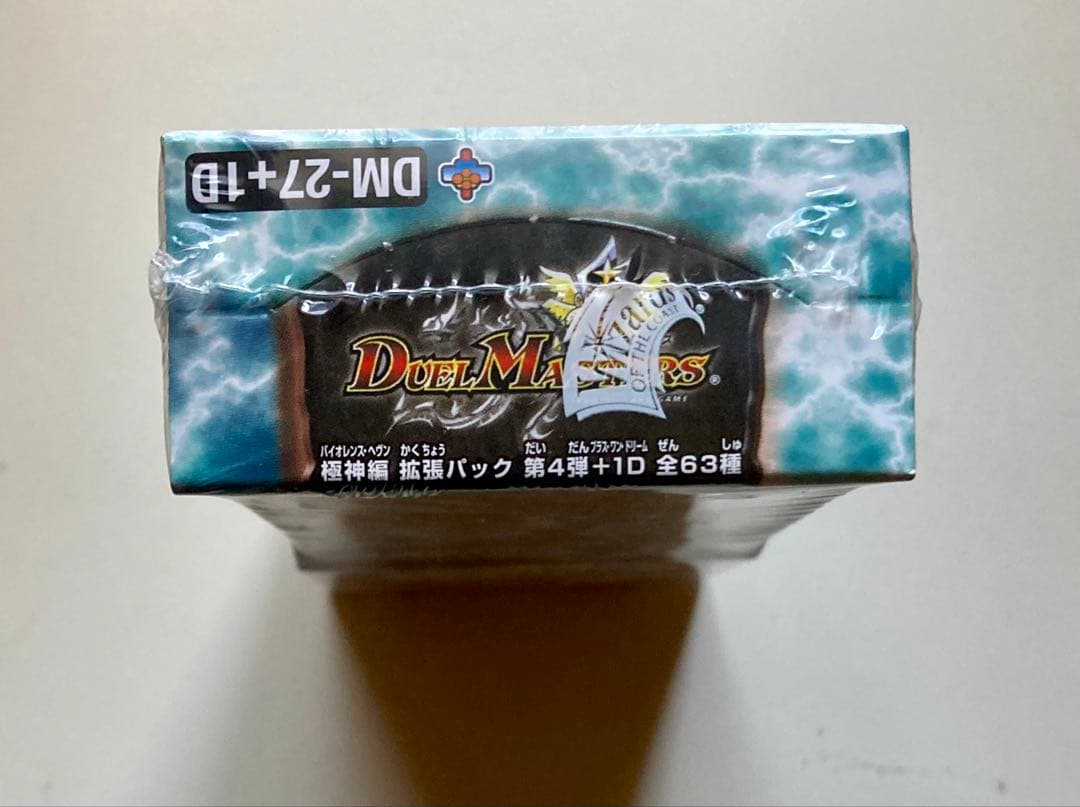 DM-27+1D
Wizards
OF THE COAST
DUEL MASTERS®
GAME
バイオレンス・ヘヴン かくちょう だい だん プラス・ワン・ドリーム ぜん しゅ
極神編 拡張パック 第4弾+1D 全63種